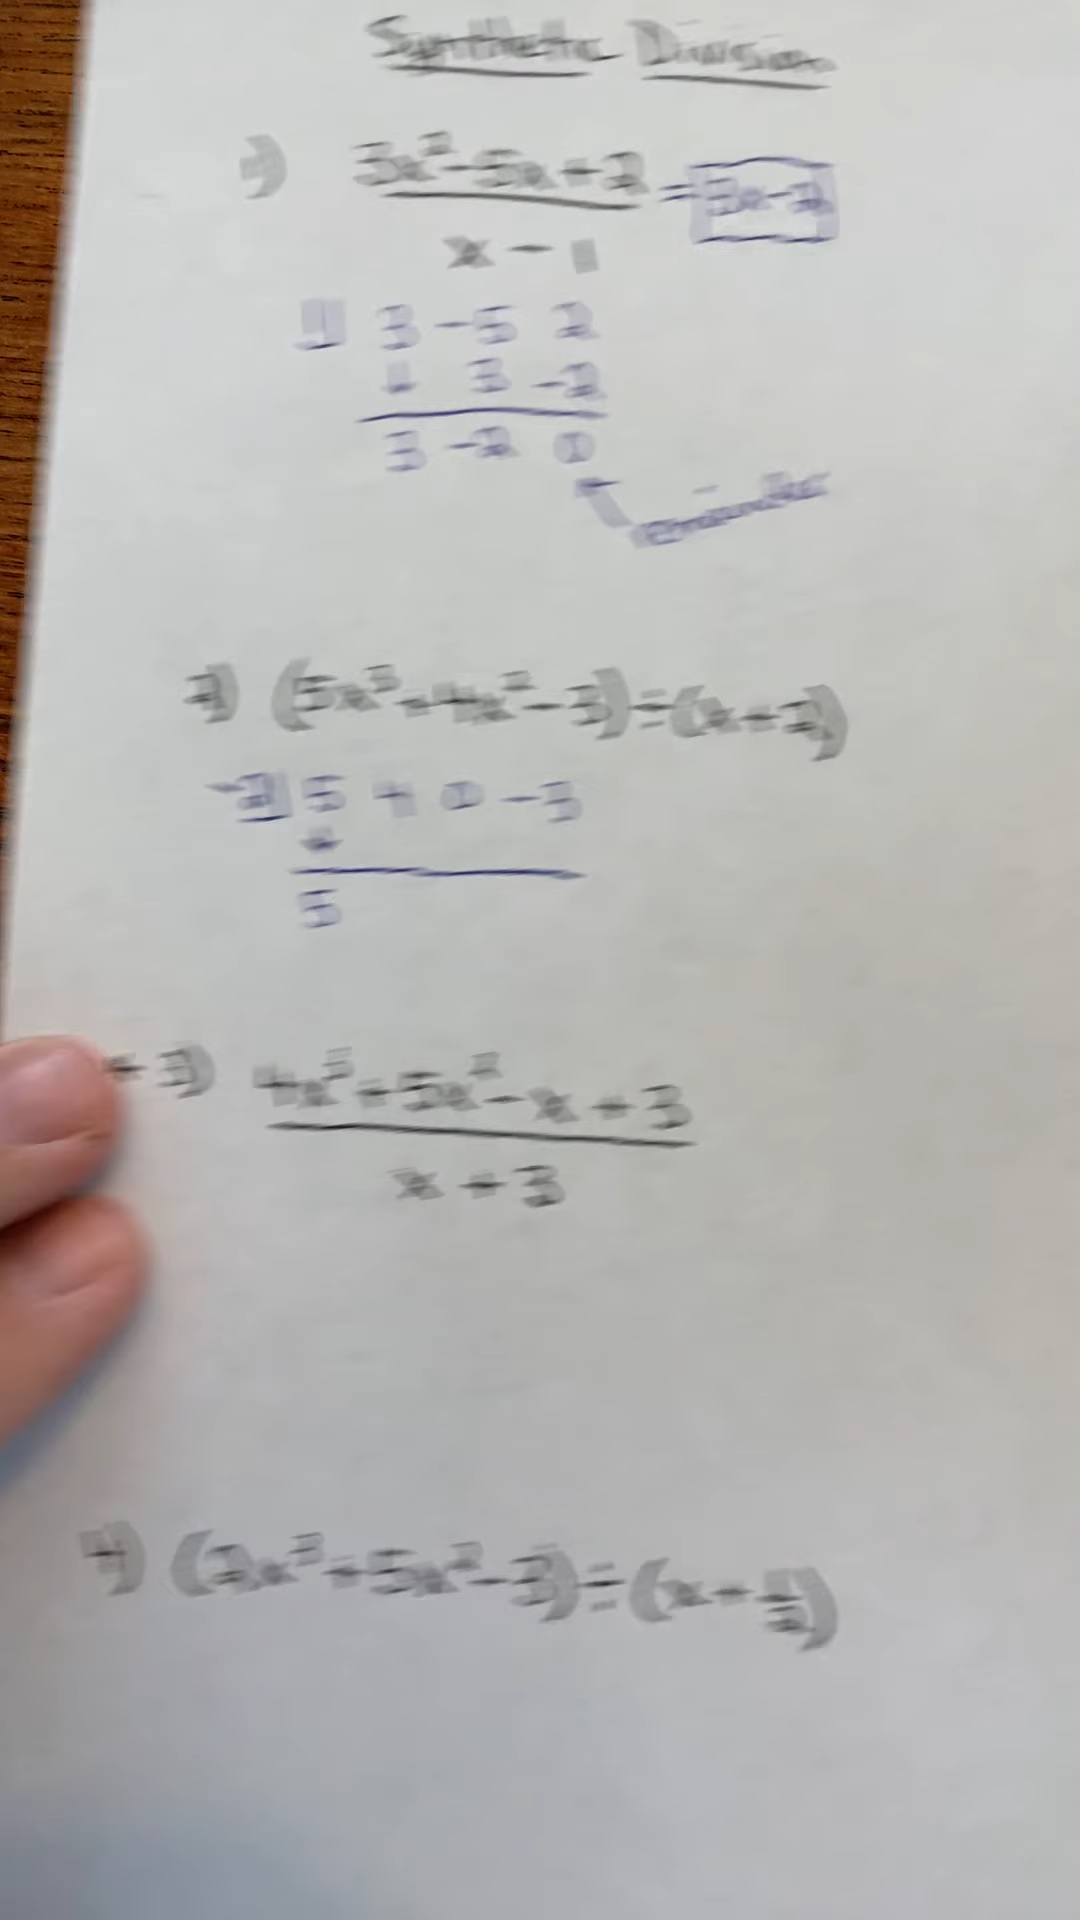 Synthetic Division
1) 3x² - 5x + 2 = 3x - 2
x - 1
1 3 -5 2
↓ 3 -2
3 -2 0
Remainder
2) (5x³ + 4x² - 3) ÷ (x + 2)
-2 5 4 0 -3
↓
5
* 3) 4x³ + 5x² - x + 3
x + 3
4) (2x³ + 5x² - 3) ÷ (x + 1/2)